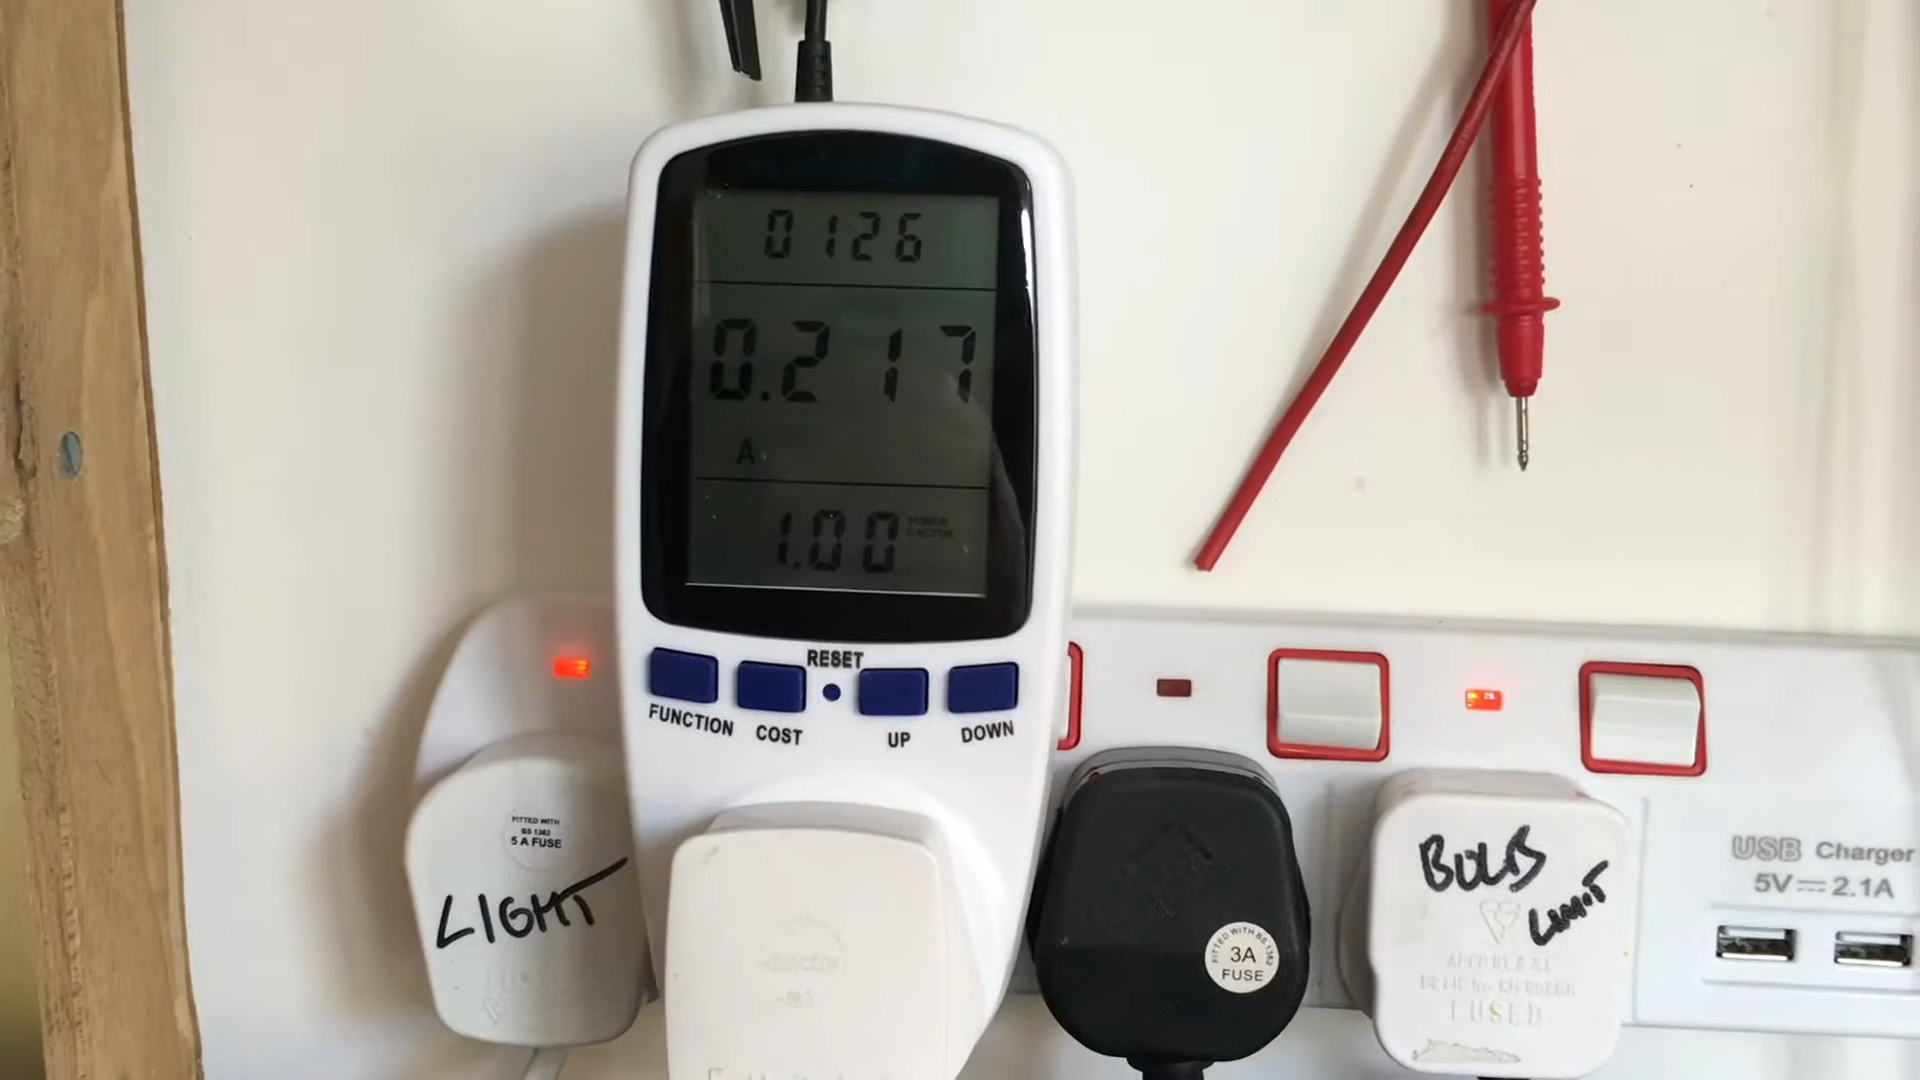 0126
0.217
A
1.00 POWER
FACTOR
RESET
FUNCTION
COST
UP
DOWN
FITTED WITH
BS 1362
5 A FUSE
LIGHT
FITTED WITH BS 1362
3A
FUSE
BULB
LIMIT
FUSED
USB Charger
5V⎓2.1A